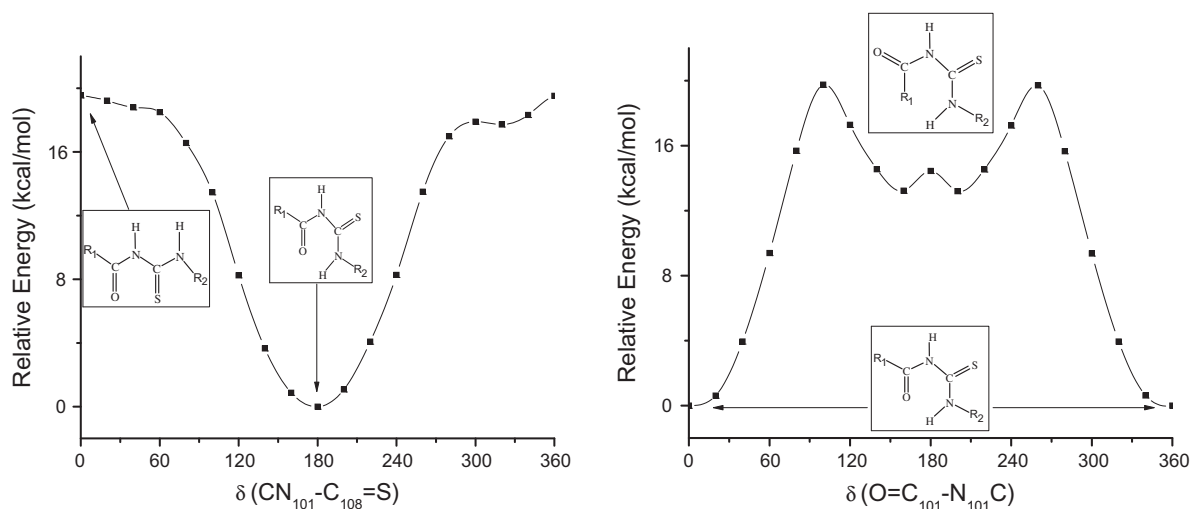 Relative Energy (kcal/mol)
16
8
0
0 60 120 180 240 300 360
δ (CN₁₀₁-C₁₀₈=S)
H H
R₁ N N
C C R₂
O S
H
R₁ N S
C C
O N
H R₂
Relative Energy (kcal/mol)
16
12
8
4
0
0 60 120 180 240 300 360
δ (O=C₁₀₁-N₁₀₁C)
H
O N S
C C
R₁ N
H R₂
H
R₁ N S
C C
O N
H R₂